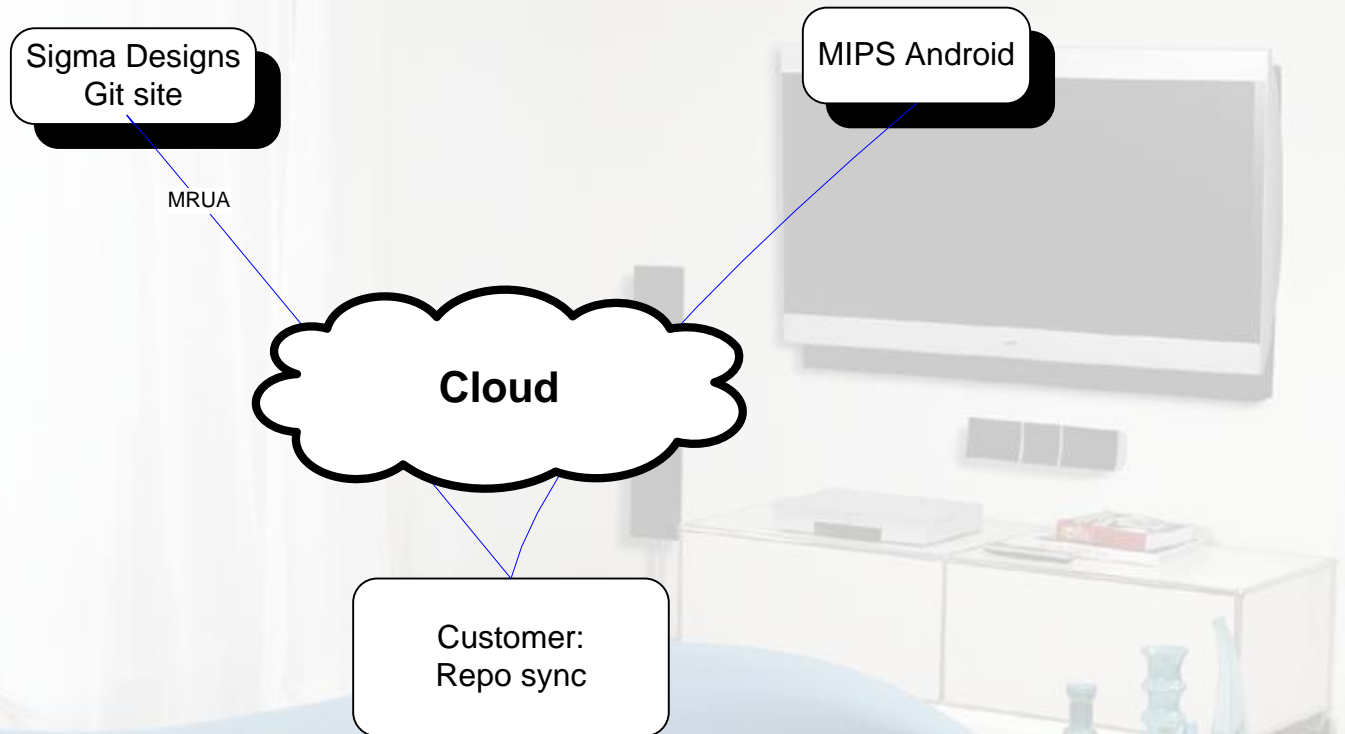 Sigma Designs
Git site
MIPS Android
MRUA
Cloud
Customer:
Repo sync